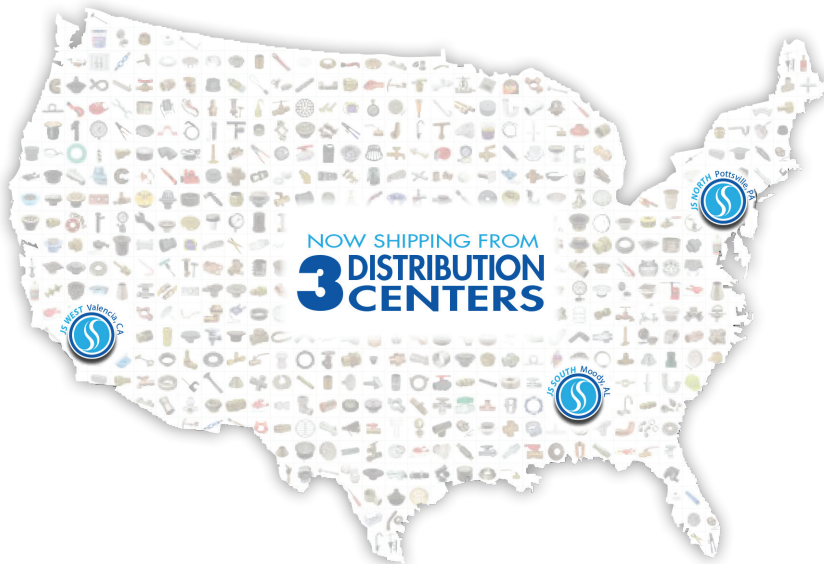 JS NORTH Pottsville, PA
NOW SHIPPING FROM
3 DISTRIBUTION
CENTERS
JS WEST Valencia, CA
JS SOUTH Moody, AL